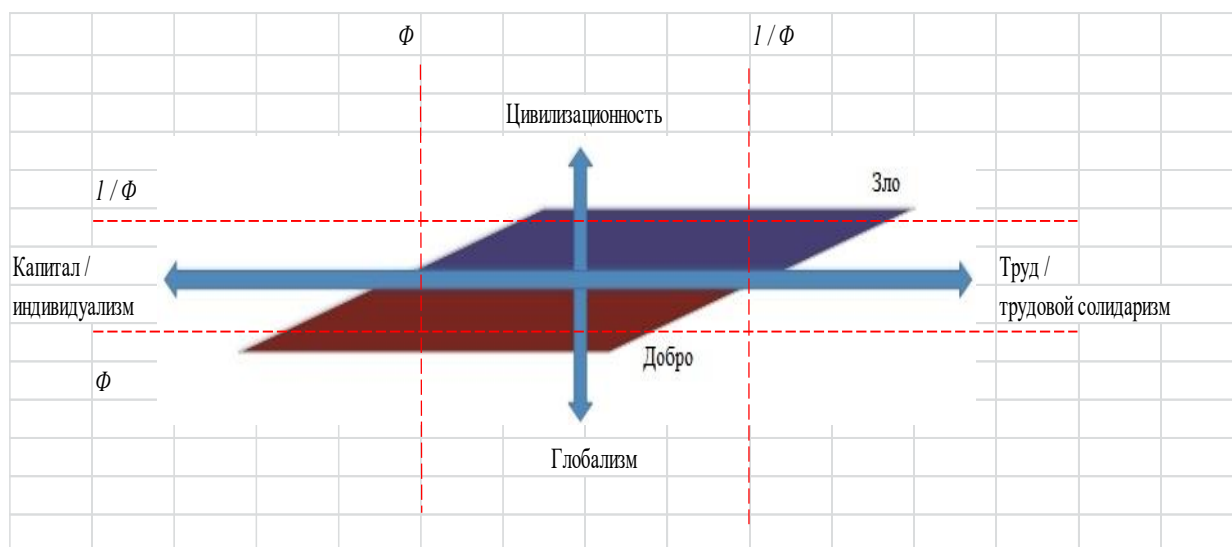 Ф
1 / Ф
Цивилизационность
1 / Ф
Зло
Капитал /
индивидуализм
Труд /
трудовой солидаризм
Добро
Ф
Глобализм